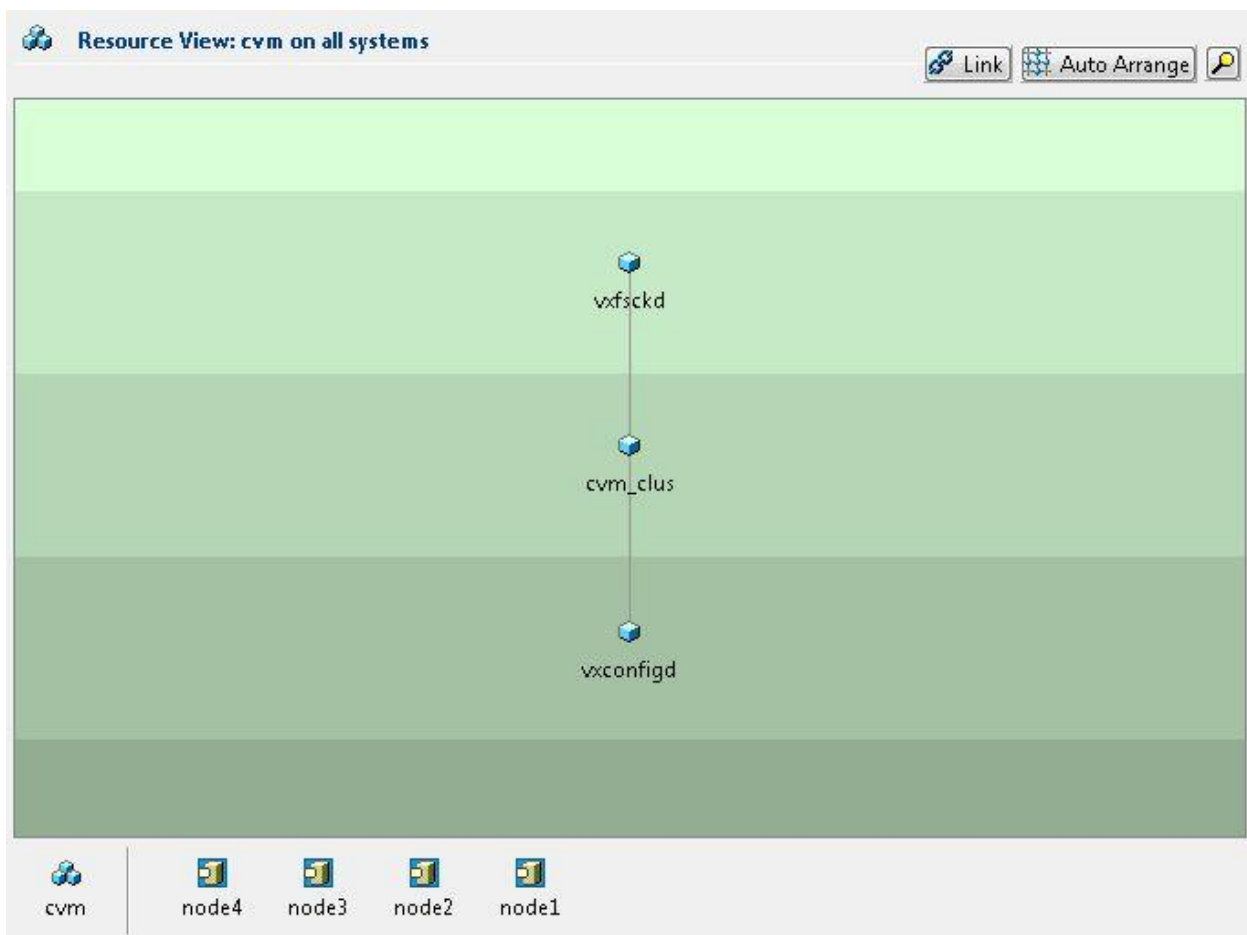 Resource View: cvm on all systems
Link Auto Arrange
vxfsckd
cvm_clus
vxconfigd
cvm node4 node3 node2 node1